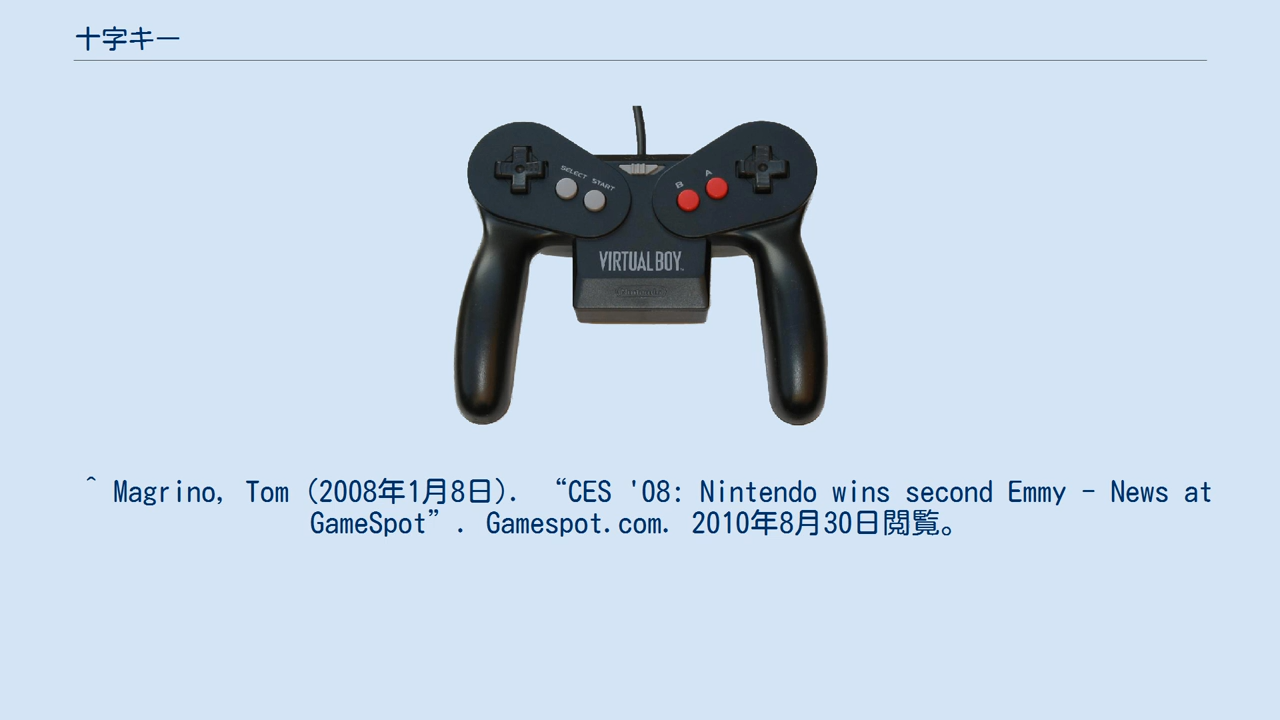 十字キー
SELECT START
B A
VIRTUAL BOY
Nintendo
^ Magrino, Tom (2008年1月8日). “CES '08: Nintendo wins second Emmy - News at
GameSpot”. Gamespot.com. 2010年8月30日閲覧。